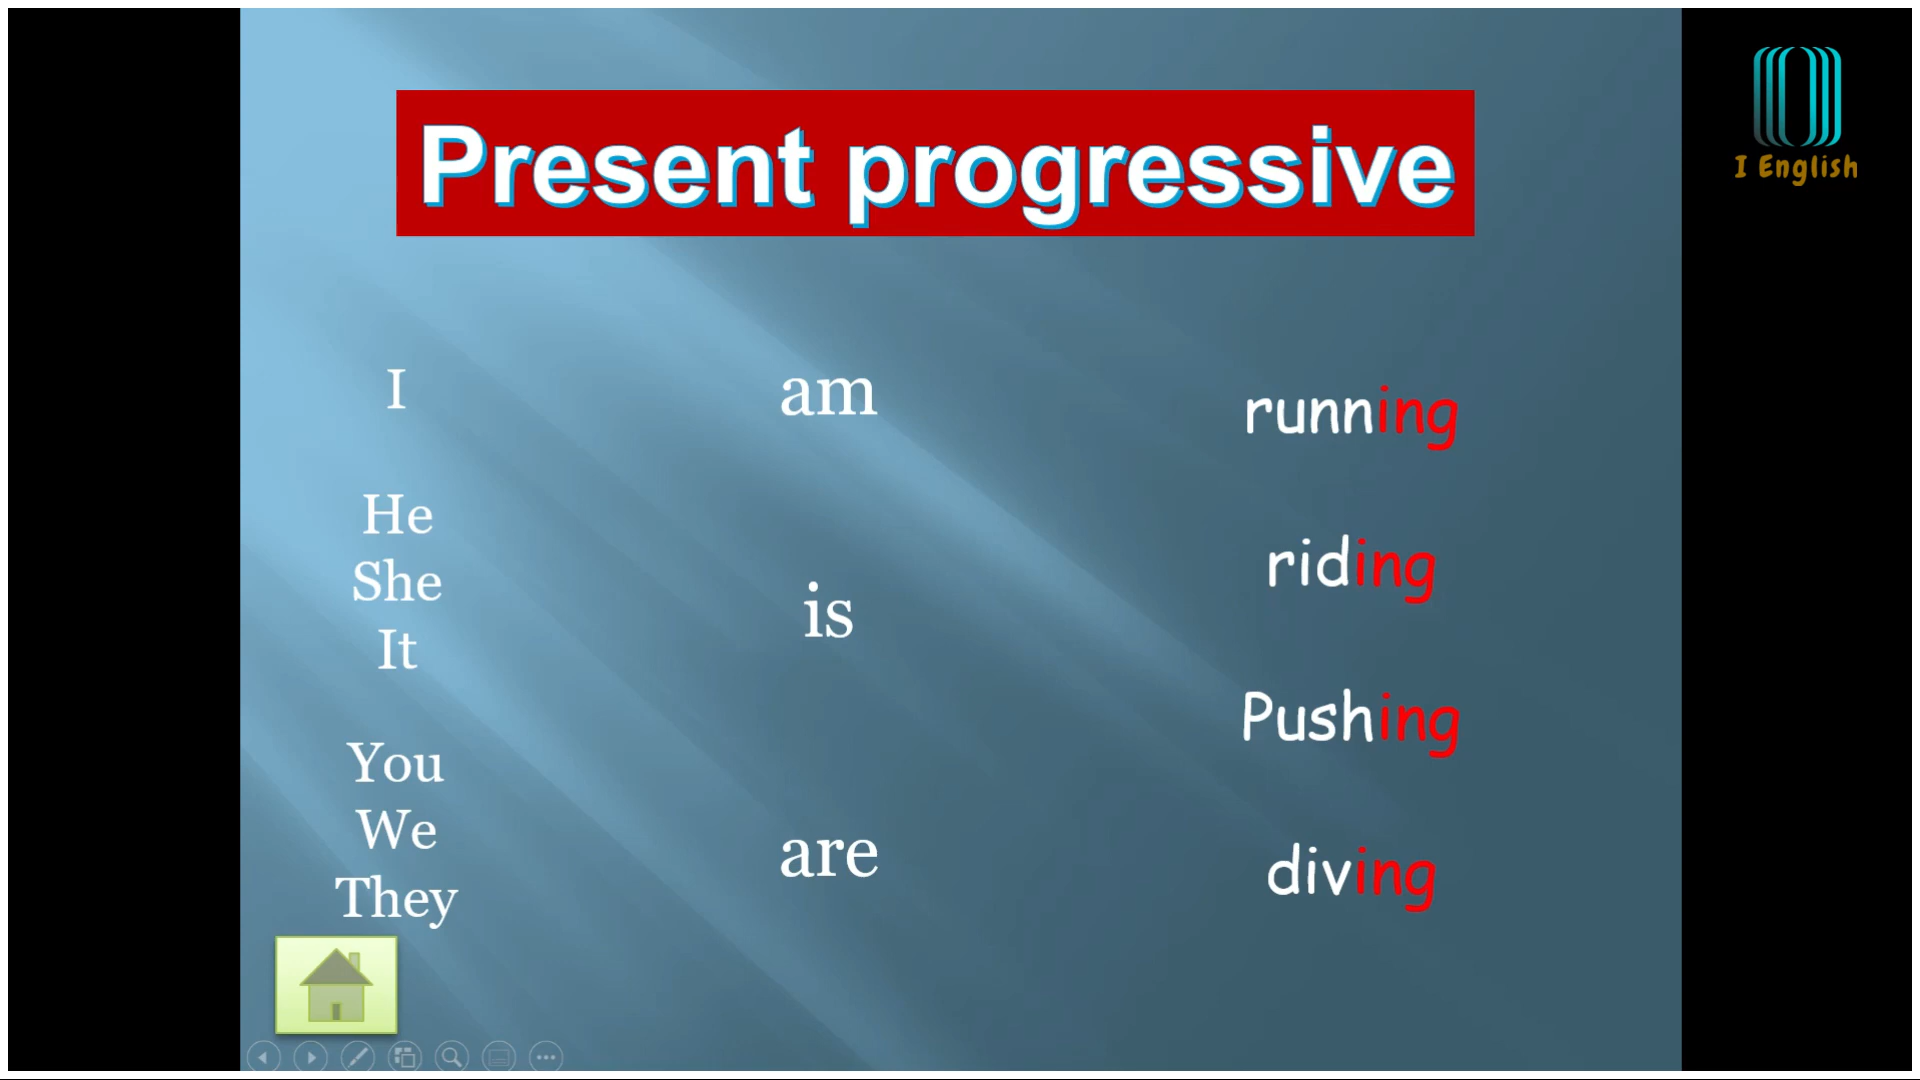 Present progressive
I English
I
am
running
He
She
It
is
riding
Pushing
You
We
They
are
diving